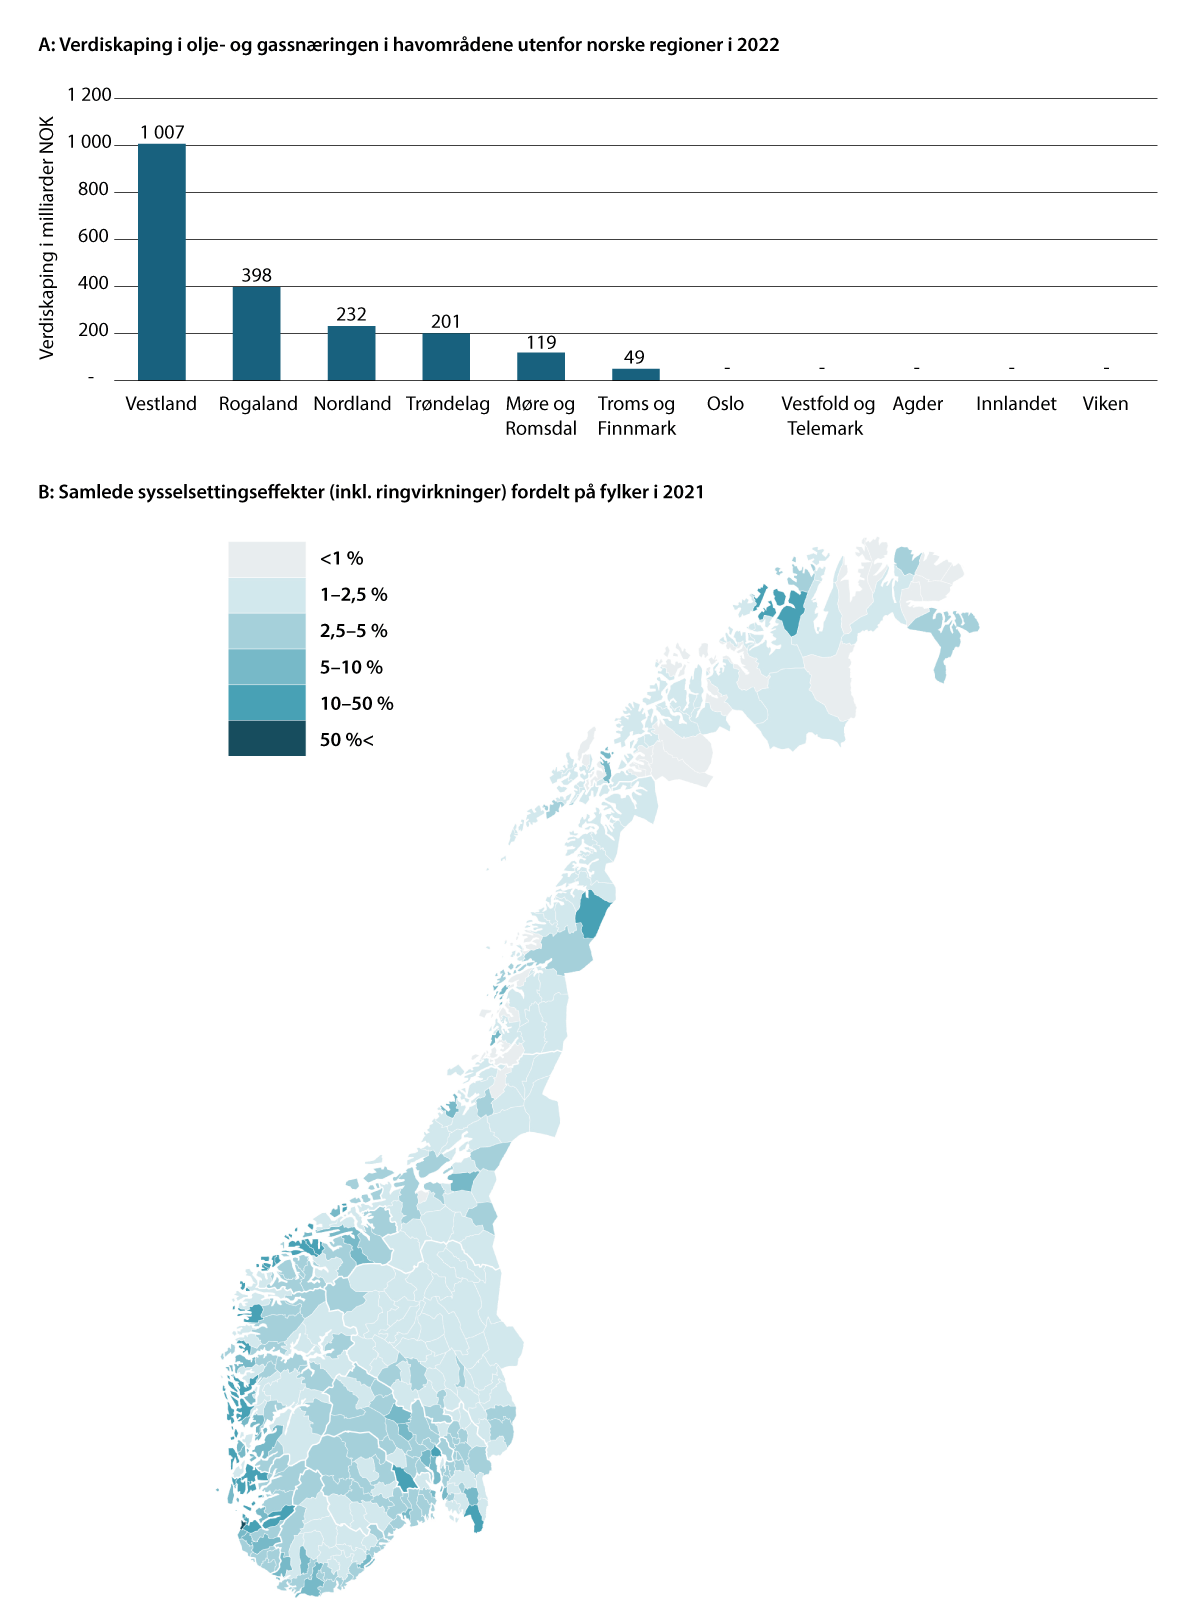 A: Verdiskaping i olje- og gassnæringen i havområdene utenfor norske regioner i 2022
Verdiskaping i milliarder NOK
1 200
1 000
800
600
400
200
-
1 007
398
232
201
119
49
-
-
-
-
-
Vestland
Rogaland
Nordland
Trøndelag
Møre og
Romsdal
Troms og
Finnmark
Oslo
Vestfold og
Telemark
Agder
Innlandet
Viken
B: Samlede sysselsettingseffekter (inkl. ringvirkninger) fordelt på fylker i 2021
<1 %
1–2,5 %
2,5–5 %
5–10 %
10–50 %
50 %<